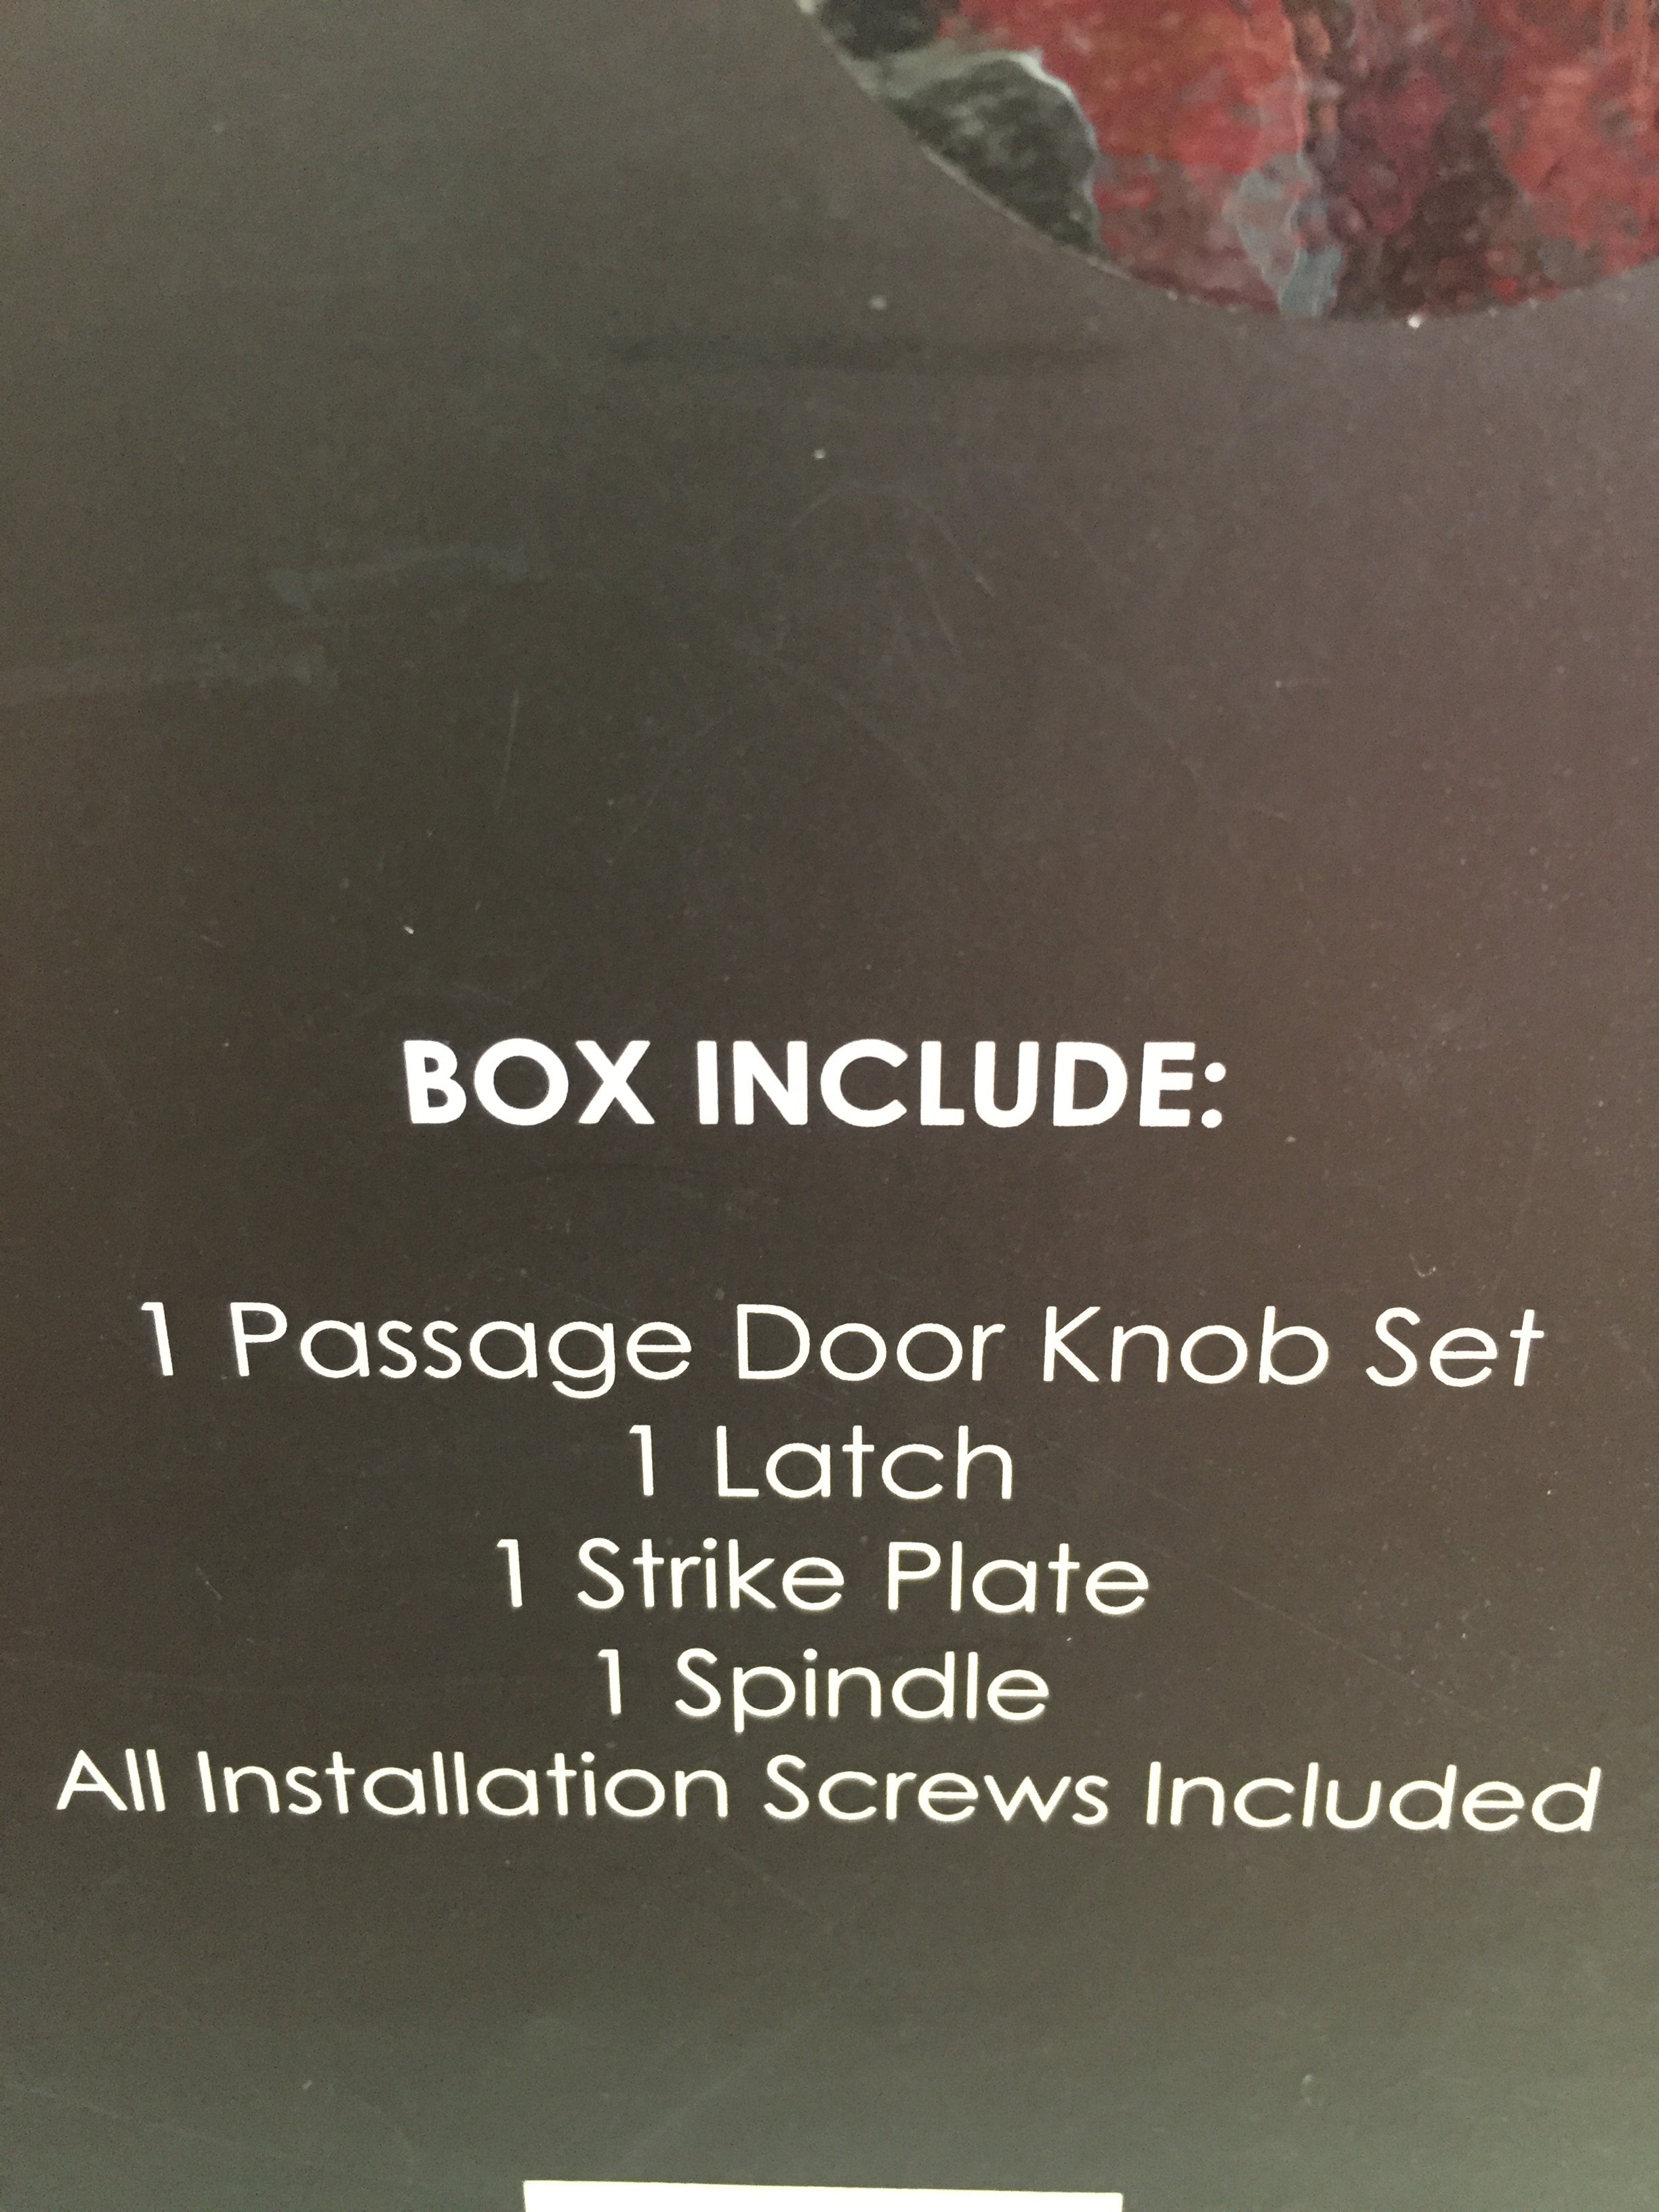 BOX INCLUDE:
1 Passage Door Knob Set
1 Latch
1 Strike Plate
1 Spindle
All Installation Screws Included